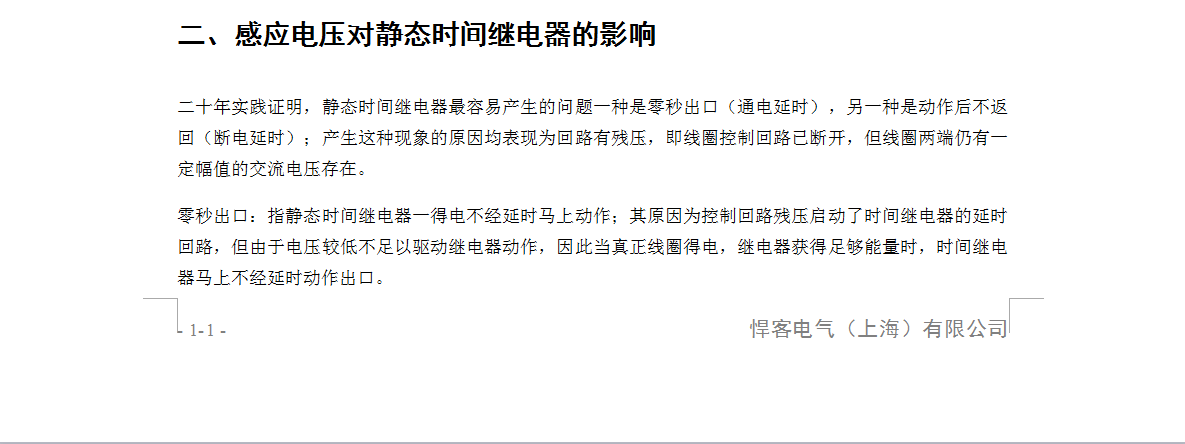 二、感应电压对静态时间继电器的影响
二十年实践证明，静态时间继电器最容易产生的问题一种是零秒出口（通电延时），另一种是动作后不返
回（断电延时）；产生这种现象的原因均表现为回路有残压，即线圈控制回路已断开，但线圈两端仍有一
定幅值的交流电压存在。
零秒出口：指静态时间继电器一得电不经延时马上动作；其原因为控制回路残压启动了时间继电器的延时
回路，但由于电压较低不足以驱动继电器动作，因此当真正线圈得电，继电器获得足够能量时，时间继电
器马上不经延时动作出口。
- 1-1 -
悍客电气（上海）有限公司